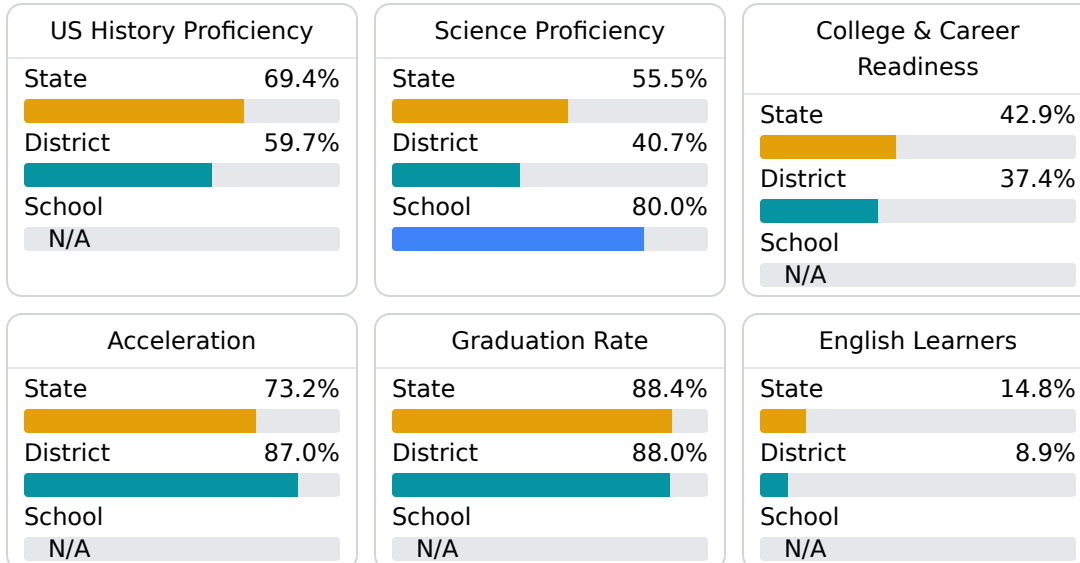 US History Proficiency
State 69.4%
District 59.7%
School
N/A
Science Proficiency
State 55.5%
District 40.7%
School 80.0%
College & Career
Readiness
State 42.9%
District 37.4%
School
N/A
Acceleration
State 73.2%
District 87.0%
School
N/A
Graduation Rate
State 88.4%
District 88.0%
School
N/A
English Learners
State 14.8%
District 8.9%
School
N/A